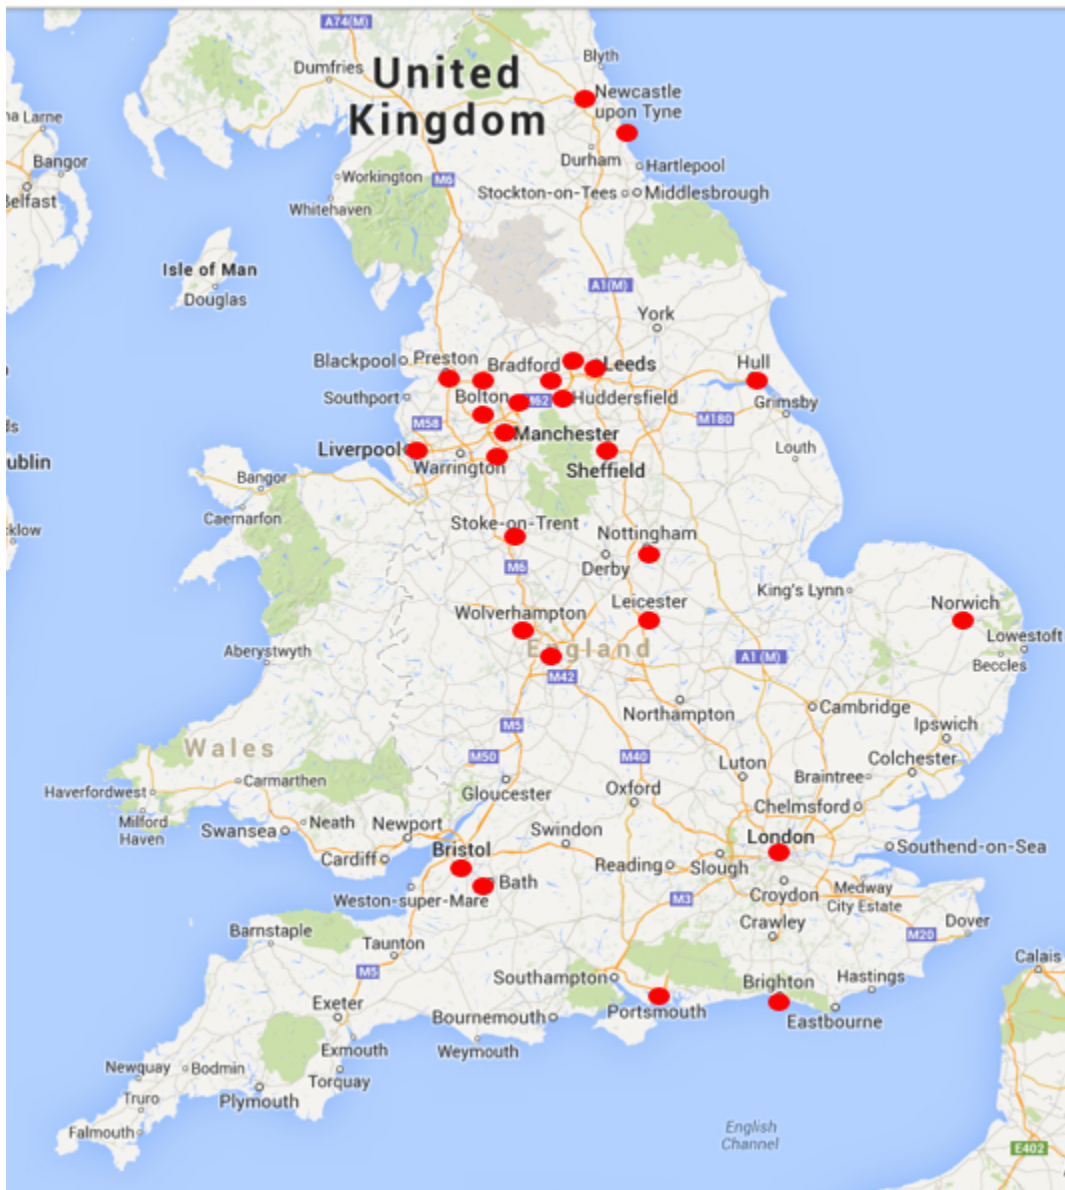 A74(M)
Blyth
Dumfries
United
Kingdom
Newcastle
upon Tyne
Larne
Bangor
Belfast
Durham
Hartlepool
Workington
M6
Stockton-on-Tees
Middlesbrough
Whitehaven
Isle of Man
Douglas
A1(M)
York
Blackpool
Preston
Bradford
Leeds
Hull
Southport
Bolton
M62
Huddersfield
Grimsby
M58
M180
Manchester
Liverpool
Warrington
Sheffield
Louth
Bangor
Caernarfon
Stoke-on-Trent
Nottingham
M6
Derby
King's Lynn
Wolverhampton
Leicester
Norwich
Lowestoft
England
Aberystwyth
A1 (M)
Beccles
M42
Northampton
Cambridge
M5
Ipswich
Wales
M50
M40
Luton
Colchester
Carmarthen
Braintree
Haverfordwest
Gloucester
Oxford
Chelmsford
Milford
Haven
Neath
Newport
Swansea
Swindon
London
Bristol
Southend-on-Sea
Cardiff
Reading
Slough
Bath
Croydon
Medway
City Estate
Weston-super-Mare
M3
Barnstaple
Crawley
Dover
M20
Taunton
Calais
M5
Southampton
Brighton
Hastings
Exeter
Portsmouth
Bournemouth
Eastbourne
Exmouth
Weymouth
Newquay
Bodmin
Torquay
Truro
Plymouth
Falmouth
English
Channel
E402